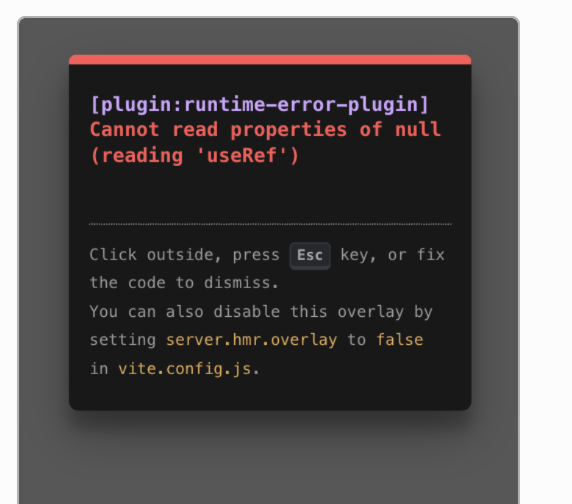 [plugin:runtime-error-plugin]
Cannot read properties of null
(reading 'useRef')
Click outside, press Esc key, or fix
the code to dismiss.
You can also disable this overlay by
setting server.hmr.overlay to false
in vite.config.js.